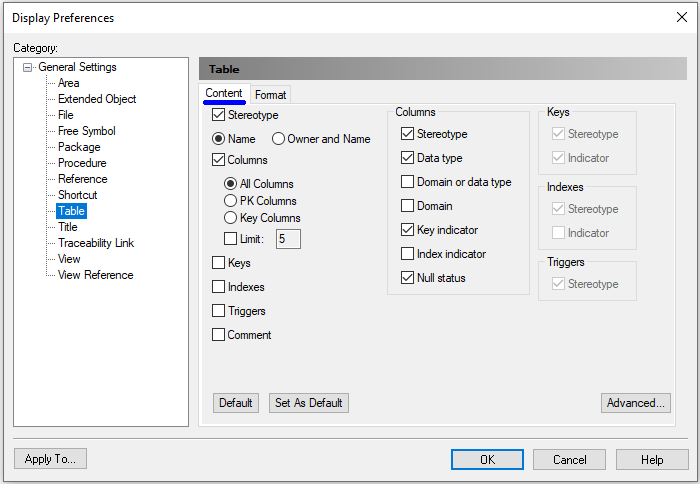 Display Preferences
Category:
General Settings
Area
Extended Object
File
Free Symbol
Package
Procedure
Reference
Shortcut
Table
Title
Traceability Link
View
View Reference
Table
Content
Format
Stereotype
Name
Owner and Name
Columns
All Columns
PK Columns
Key Columns
Limit:
5
Keys
Indexes
Triggers
Comment
Columns
Stereotype
Data type
Domain or data type
Domain
Key indicator
Index indicator
Null status
Keys
Stereotype
Indicator
Indexes
Stereotype
Indicator
Triggers
Stereotype
Default
Set As Default
Advanced...
Apply To...
OK
Cancel
Help